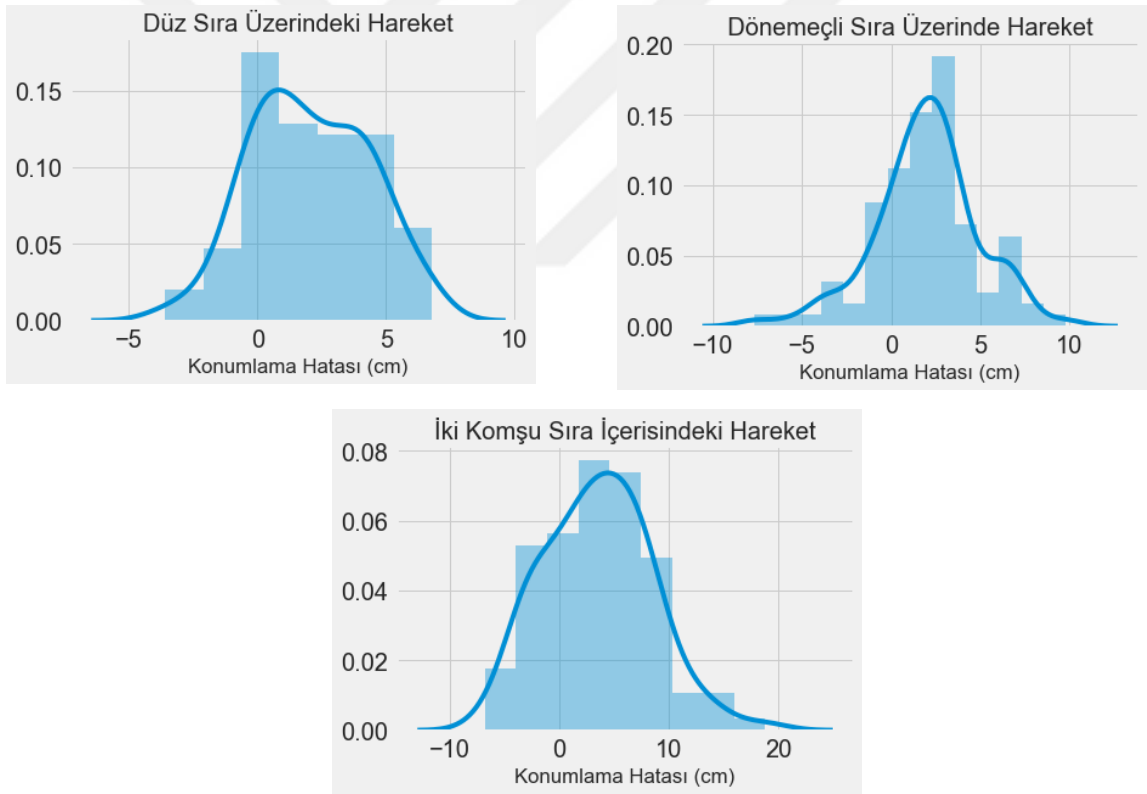 Düz Sıra Üzerindeki Hareket
0.15
0.10
0.05
0.00
−5 0 5 10
Konumlama Hatası (cm)
Dönemeçli Sıra Üzerinde Hareket
0.20
0.15
0.10
0.05
0.00
−10 −5 0 5 10
Konumlama Hatası (cm)
İki Komşu Sıra İçerisindeki Hareket
0.08
0.06
0.04
0.02
0.00
−10 0 10 20
Konumlama Hatası (cm)